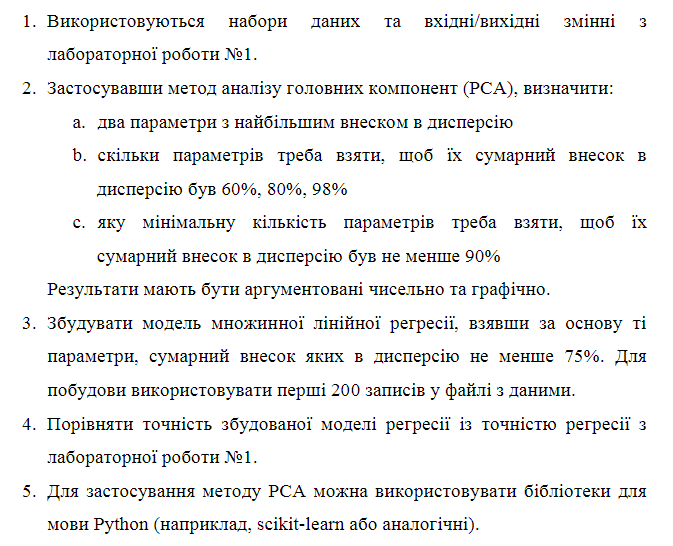 1. Використовуються набори даних та вхідні/вихідні змінні з
лабораторної роботи №1.
2. Застосувавши метод аналізу головних компонент (PCA), визначити:
a. два параметри з найбільшим внеском в дисперсію
b. скільки параметрів треба взяти, щоб їх сумарний внесок в
дисперсію був 60%, 80%, 98%
c. яку мінімальну кількість параметрів треба взяти, щоб їх
сумарний внесок в дисперсію був не менше 90%
Результати мають бути аргументовані чисельно та графічно.
3. Збудувати модель множинної лінійної регресії, взявши за основу ті
параметри, сумарний внесок яких в дисперсію не менше 75%. Для
побудови використовувати перші 200 записів у файлі з даними.
4. Порівняти точність збудованої моделі регресії із точністю регресії з
лабораторної роботи №1.
5. Для застосування методу PCA можна використовувати бібліотеки для
мови Python (наприклад, scikit-learn або аналогічні).